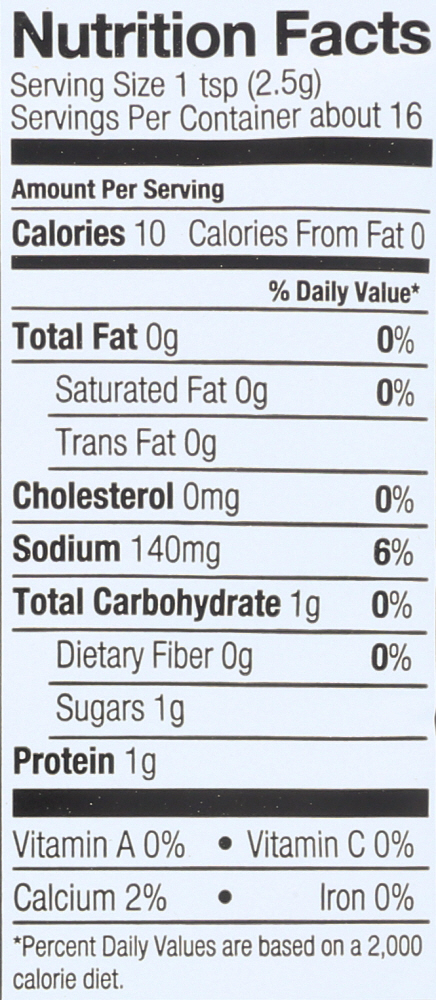 Nutrition Facts
Serving Size 1 tsp (2.5g)
Servings Per Container about 16
Amount Per Serving
Calories 10 Calories From Fat 0
% Daily Value*
Total Fat 0g 0%
Saturated Fat 0g 0%
Trans Fat 0g
Cholesterol 0mg 0%
Sodium 140mg 6%
Total Carbohydrate 1g 0%
Dietary Fiber 0g 0%
Sugars 1g
Protein 1g
Vitamin A 0% • Vitamin C 0%
Calcium 2% • Iron 0%
*Percent Daily Values are based on a 2,000
calorie diet.